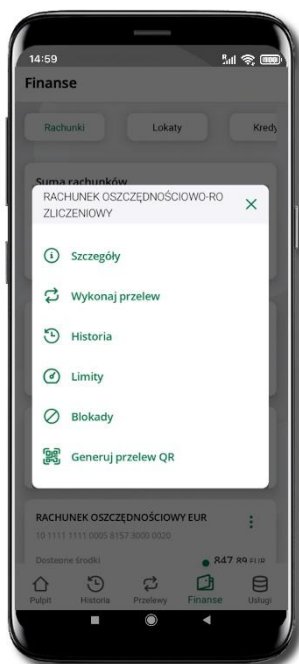 14:59
Finanse
Rachunki Lokaty Kredy
Suma rachunków
RACHUNEK OSZCZĘDNOŚCIOWO-RO
ZLICZENIOWY
Szczegóły
Wykonaj przelew
Historia
Limity
Blokady
Generuj przelew QR
RACHUNEK OSZCZĘDNOŚCIOWY EUR
10 1111 1111 0005 8157 3000 0020
Dostępne środki 847,89 EUR
Pulpit Historia Przelewy Finanse Usługi